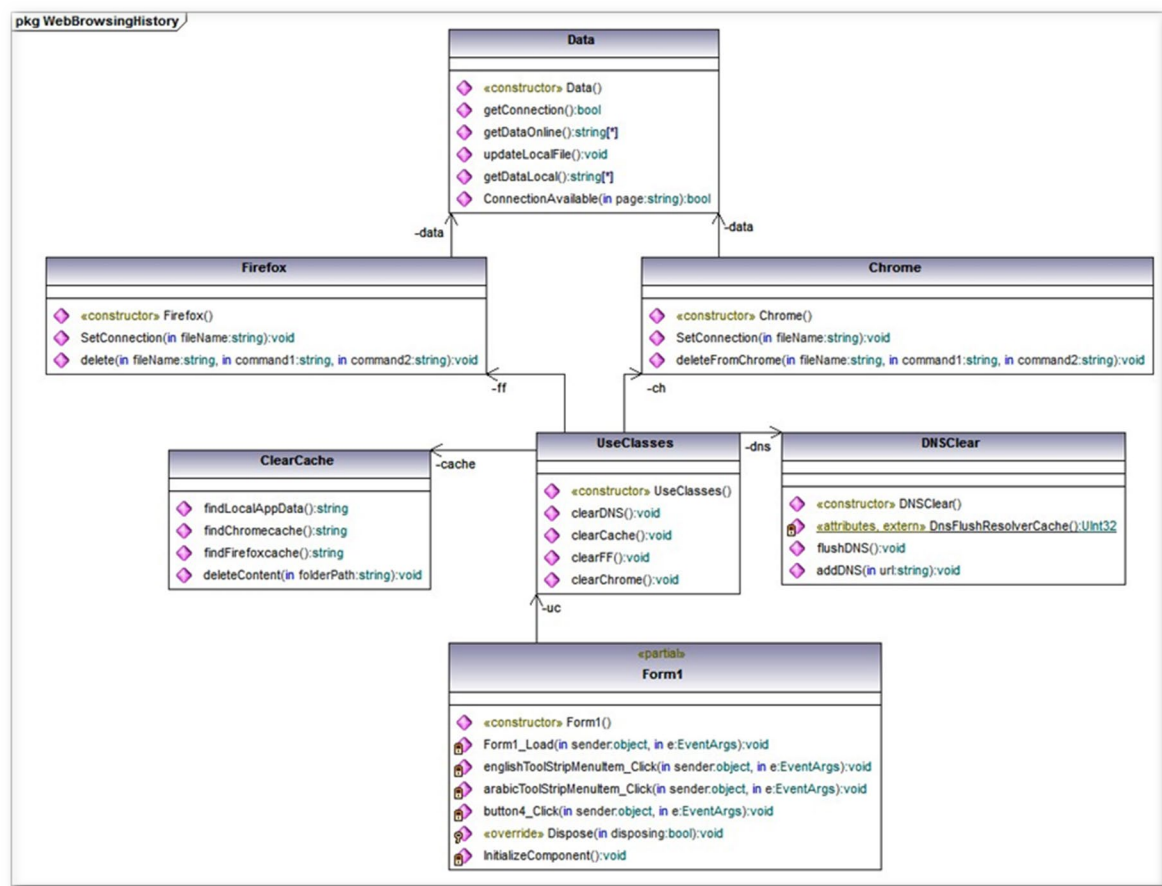 pkg WebBrowsingHistory
Data
«constructor» Data()
getConnection():bool
getDataOnline():string[*]
updateLocalFile():void
getDataLocal():string[*]
ConnectionAvailable(in page:string):bool
-data
-data
Firefox
«constructor» Firefox()
SetConnection(in fileName:string):void
delete(in fileName:string, in command1:string, in command2:string):void
Chrome
«constructor» Chrome()
SetConnection(in fileName:string):void
deleteFromChrome(in fileName:string, in command1:string, in command2:string):void
-ff
-ch
ClearCache
findLocalAppData():string
findChromecache():string
findFirefoxcache():string
deleteContent(in folderPath:string):void
-cache
UseClasses
«constructor» UseClasses()
clearDNS():void
clearCache():void
clearFF():void
clearChrome():void
-dns
DNSClear
«constructor» DNSClear()
«attributes, extern» DnsFlushResolverCache():UInt32
flushDNS():void
addDNS(in url:string):void
-uc
«partial»
Form1
«constructor» Form1()
Form1_Load(in sender:object, in e:EventArgs):void
englishToolStripMenuItem_Click(in sender:object, in e:EventArgs):void
arabicToolStripMenuItem_Click(in sender:object, in e:EventArgs):void
button4_Click(in sender:object, in e:EventArgs):void
«override» Dispose(in disposing:bool):void
InitializeComponent():void